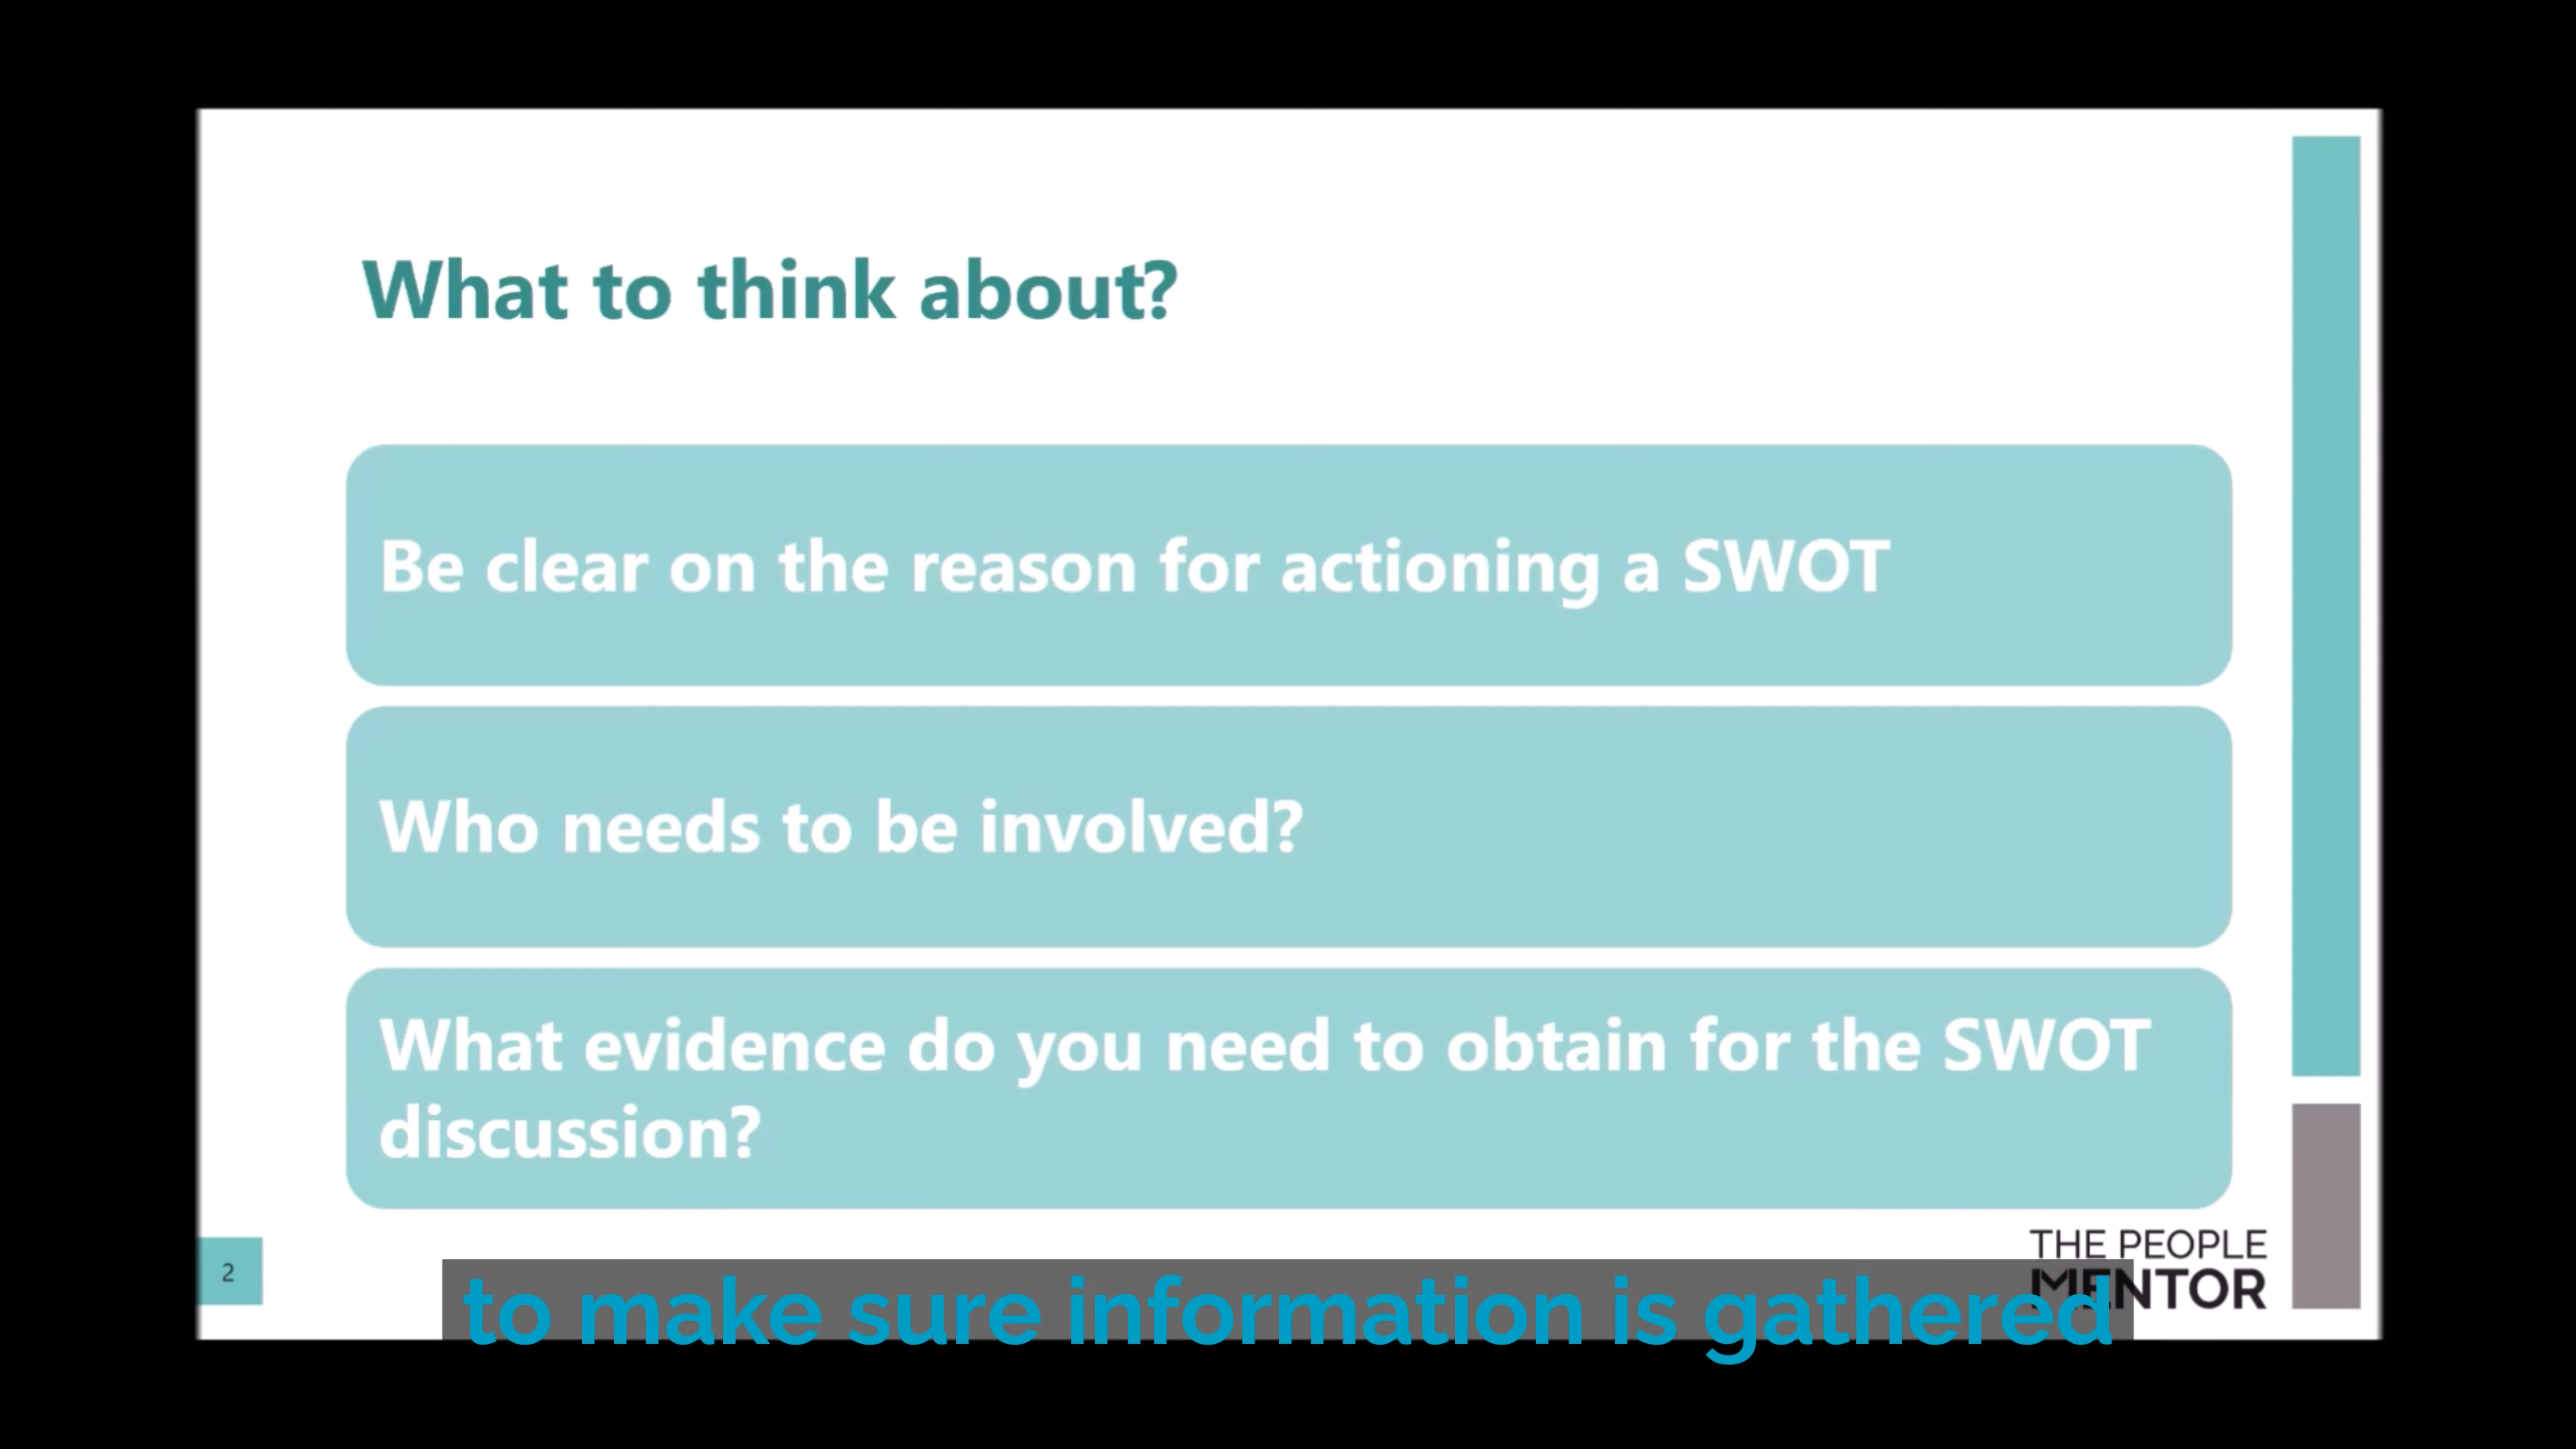 What to think about?
Be clear on the reason for actioning a SWOT
Who needs to be involved?
What evidence do you need to obtain for the SWOT
discussion?
2
THE PEOPLE
MENTOR
to make sure information is gathered